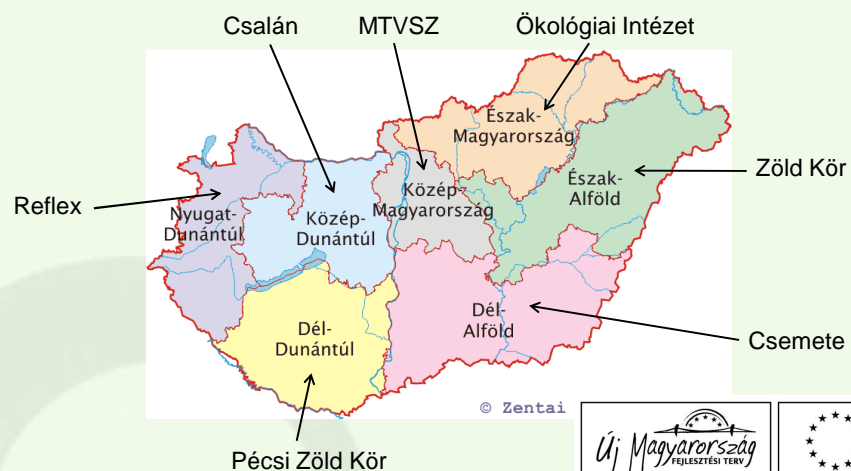 Csalán
MTVSZ
Ökológiai Intézet
Észak-
Magyarország
Zöld Kör
Észak-
Alföld
Közép-
Magyarország
Reflex
Nyugat-
Dunántúl
Közép-
Dunántúl
Dél-
Alföld
Dél-
Dunántúl
Csemete
© Zentai
Új Magyarország
FEJLESZTÉSI TERV
Pécsi Zöld Kör